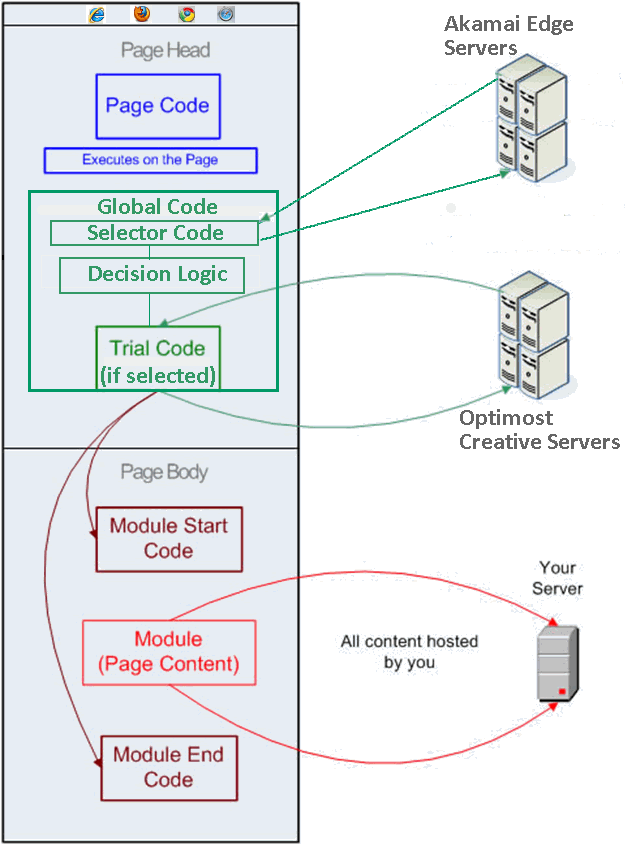 Page Head
Page Code
Executes on the Page
Global Code
Selector Code
Decision Logic
Trial Code
(if selected)
Akamai Edge
Servers
Optimost
Creative Servers
Page Body
Module Start
Code
Module
(Page Content)
Module End
Code
All content hosted
by you
Your
Server